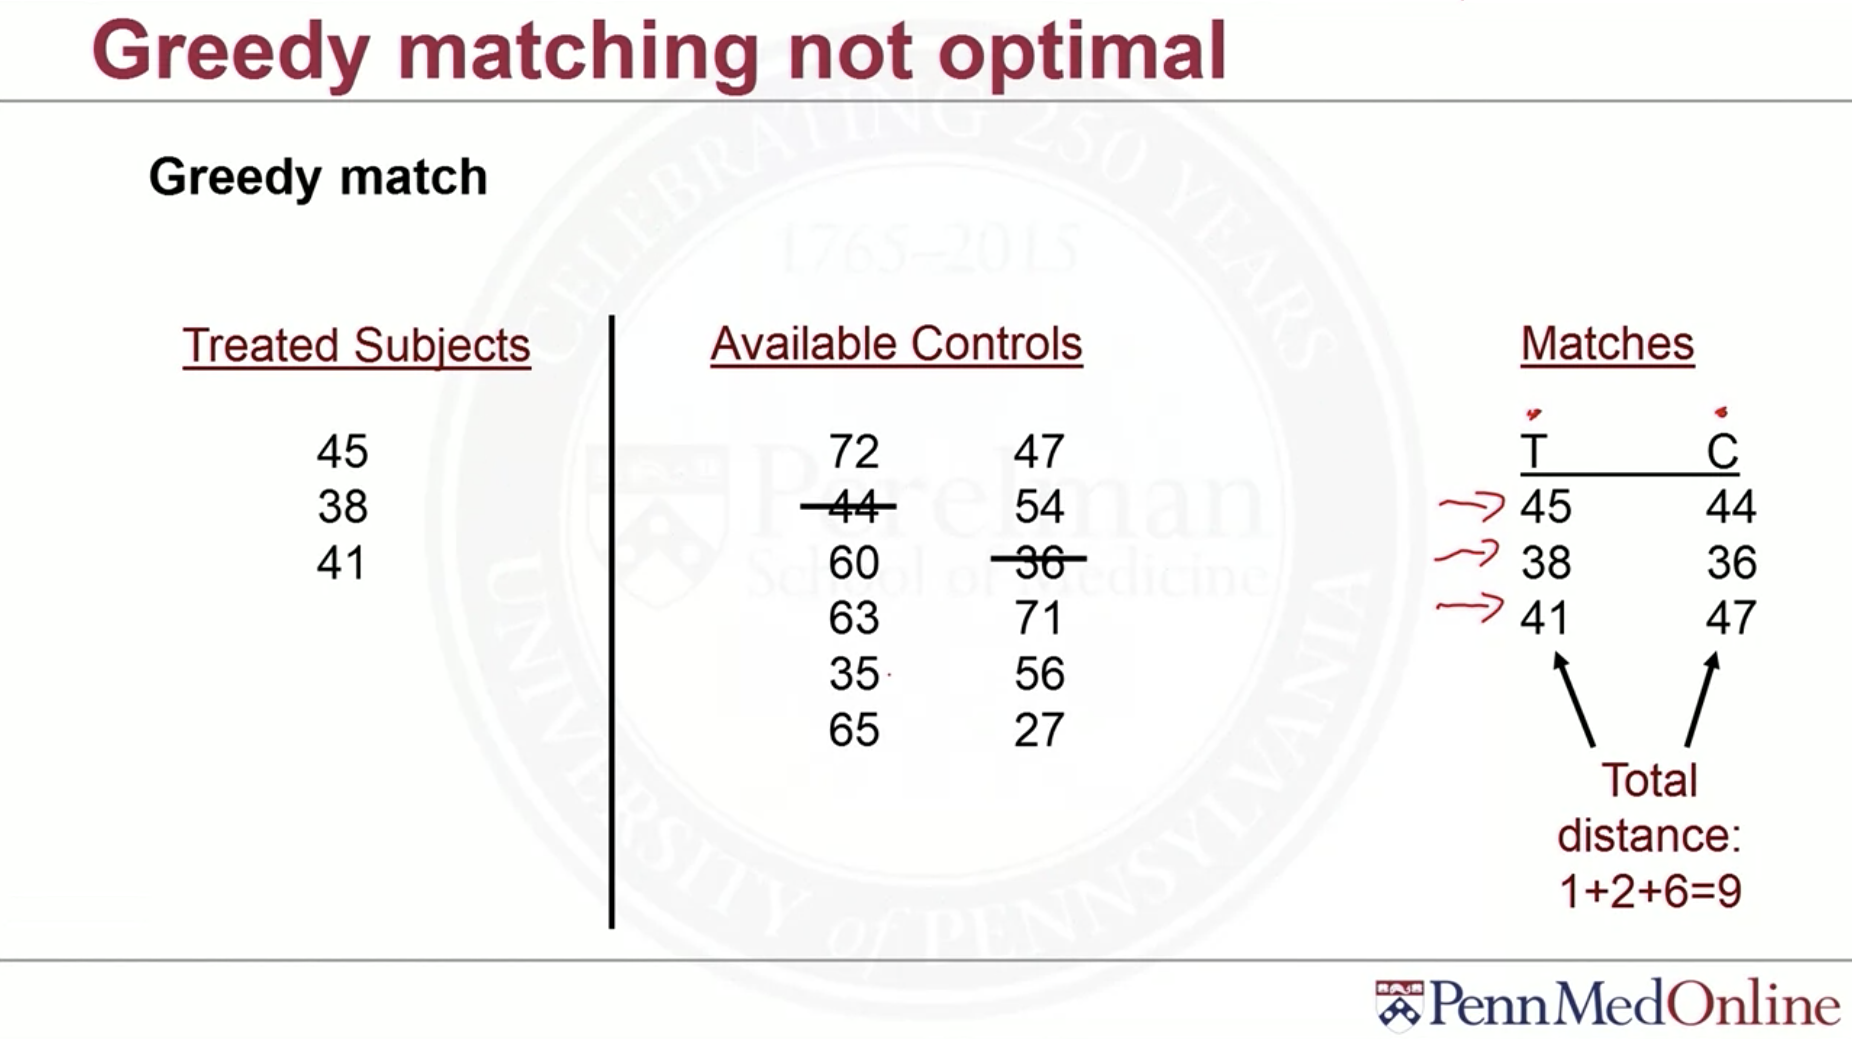 Greedy matching not optimal
CELEBRATING 250 YEARS
Greedy match
1765–2015
Treated Subjects
Available Controls
Matches
T C
45 72 47
38 44 54 45 44
41 60 36 38 36
63 71 41 47
35 56
65 27
Perelman
School of Medicine
UNIVERSITY of PENNSYLVANIA
Total
distance:
1+2+6=9
PennMedOnline